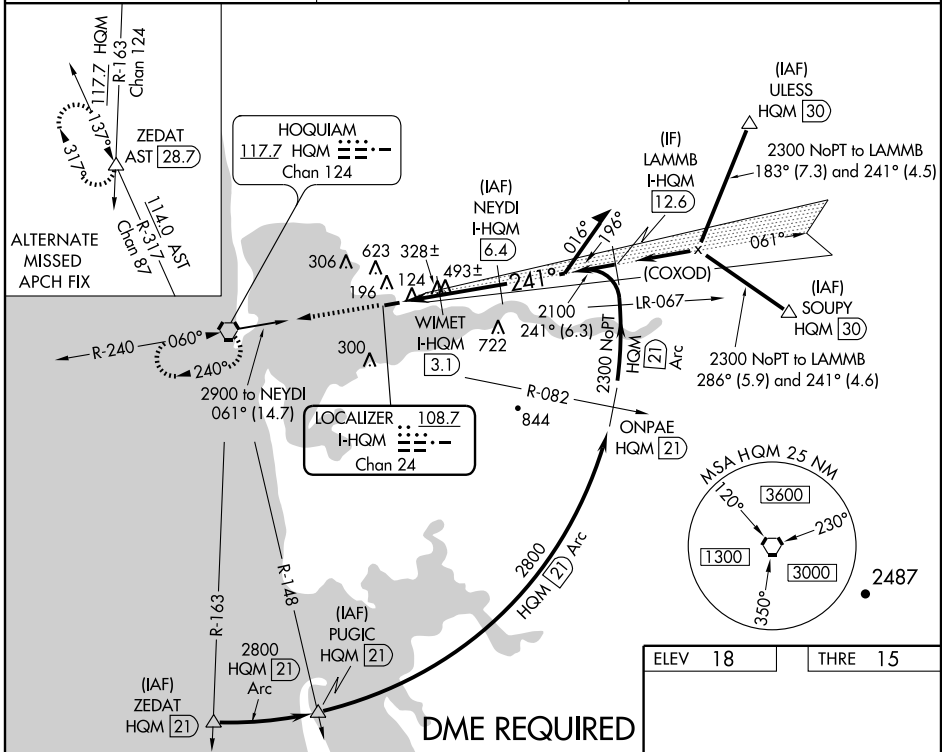 117.7 HQM
R-163
Chan 124
137°
317°
ZEDAT
AST 28.7
114.0 AST
R-317
Chan 87
ALTERNATE
MISSED
APCH FIX
HOQUIAM
117.7 HQM
Chan 124
(IAF)
ULESS
HQM 30
2300 NoPT to LAMMB
183° (7.3) and 241° (4.5)
(IF)
LAMMB
I-HQM
12.6
(IAF)
NEYDI
I-HQM
6.4
016°
196°
061°
(COXOD)
306
623
328±
196
124
493±
241°
2100
241° (6.3)
LR-067
(IAF)
SOUPY
HQM 30
2300 NoPT to LAMMB
286° (5.9) and 241° (4.6)
WIMET
I-HQM
3.1
722
300
R-240
060°
240°
2900 to NEYDI
061° (14.7)
2300 NoPT
HQM 21 Arc
R-082
844
LOCALIZER 108.7
I-HQM
Chan 24
ONPAE
HQM 21
MSA HQM 25 NM
120°
3600
230°
1300
3000
350°
2487
2800
HQM 21 Arc
R-163
R-148
(IAF)
PUGIC
HQM 21
2800
HQM 21
Arc
(IAF)
ZEDAT
HQM 21
DME REQUIRED
ELEV 18
THRE 15